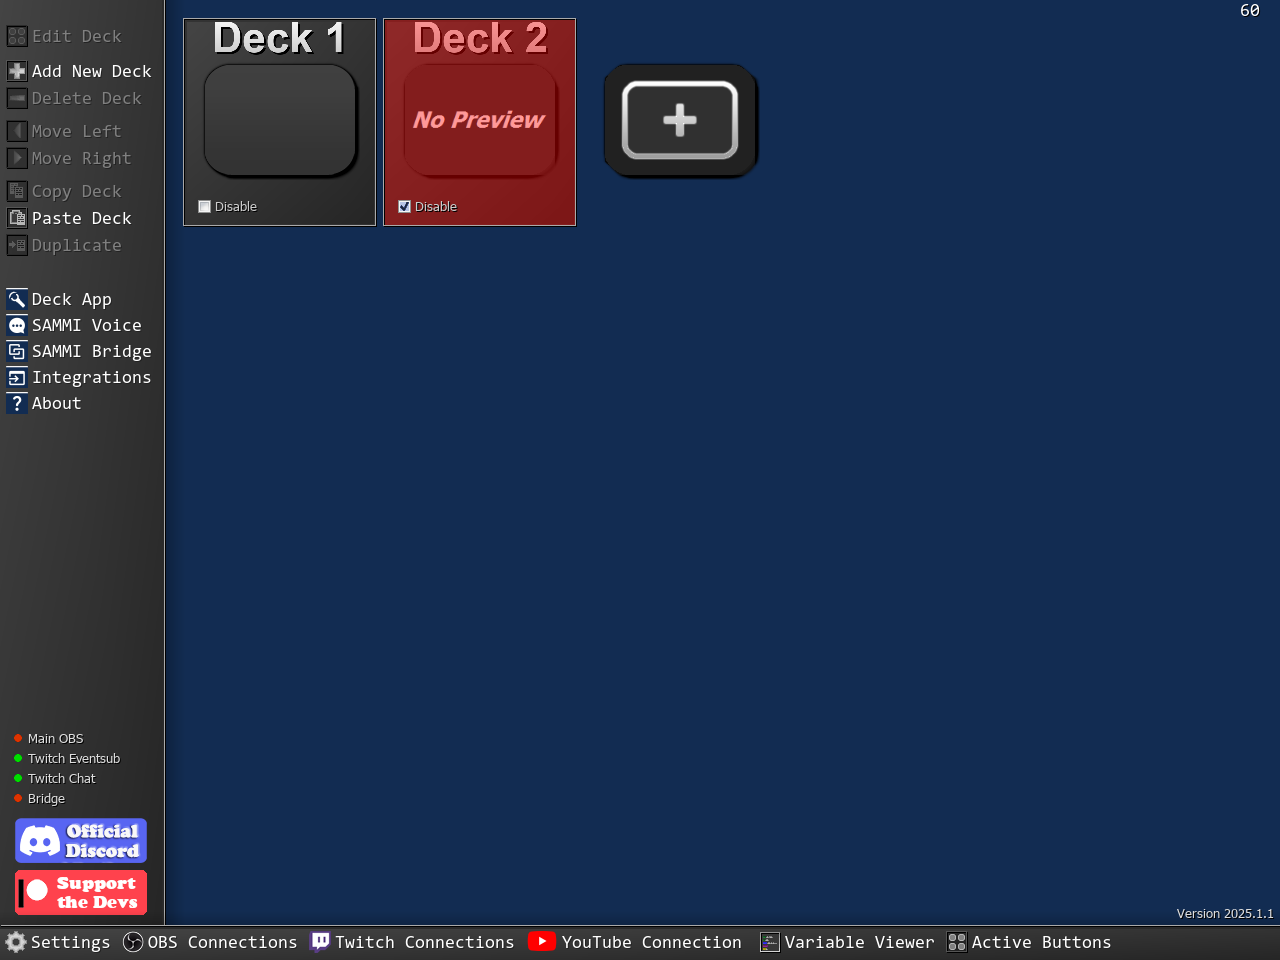 60
Edit Deck
Add New Deck
Delete Deck
Move Left
Move Right
Copy Deck
Paste Deck
Duplicate
Deck App
SAMMI Voice
SAMMI Bridge
Integrations
About
Deck 1
Disable
Deck 2
No Preview
Disable
Main OBS
Twitch Eventsub
Twitch Chat
Bridge
Official
Discord
Support
the Devs
Version 2025.1.1
Settings OBS Connections Twitch Connections YouTube Connection Variable Viewer Active Buttons